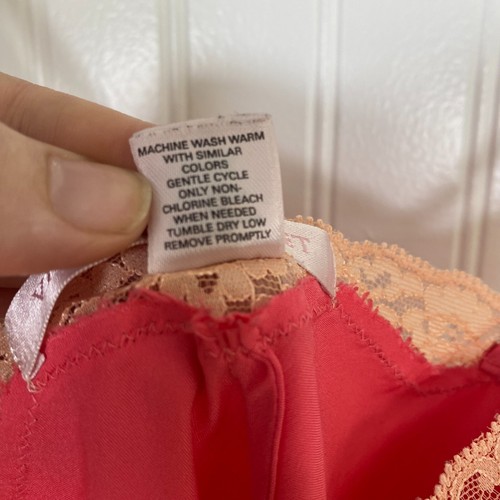 MACHINE WASH WARM
WITH SIMILAR
COLORS
GENTLE CYCLE
ONLY NON-
CHLORINE BLEACH
WHEN NEEDED
TUMBLE DRY LOW
REMOVE PROMPTLY